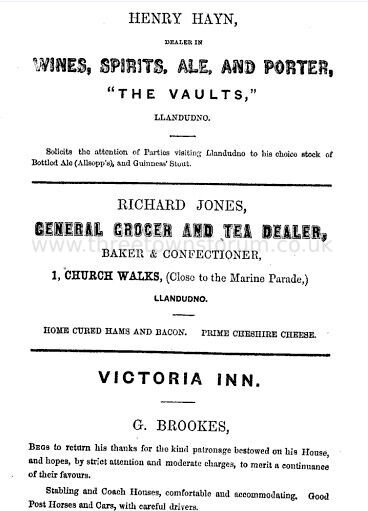 HENRY HAYN,
DEALER IN
WINES, SPIRITS, ALE, AND PORTER,
"THE VAULTS,"
LLANDUDNO.
Solicits the attention of Parties visiting Llandudno to his choice stock of
Bottled Ale (Allsopp's), and Guinness' Stout.
RICHARD JONES,
GENERAL GROCER AND TEA DEALER,
www.threetownsforum.co.uk
BAKER & CONFECTIONER,
1, CHURCH WALKS, (Close to the Marine Parade,)
LLANDUDNO.
HOME CURED HAMS AND BACON. PRIME CHESHIRE CHEESE.
VICTORIA INN.
G. BROOKES,
BEGS to return his thanks for the kind patronage bestowed on his House,
and hopes, by strict attention and moderate charges, to merit a continuance
of their favours.
Stabling and Coach Houses, comfortable and accommodating. Good
Post Horses and Cars, with careful drivers.